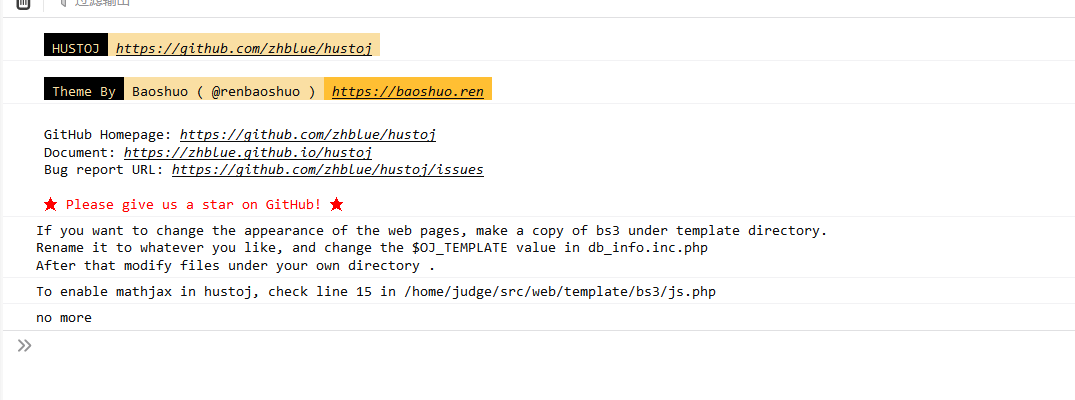 过滤输出
HUSTOJ https://github.com/zhblue/hustoj
Theme By Baoshuo ( @renbaoshuo ) https://baoshuo.ren
GitHub Homepage: https://github.com/zhblue/hustoj
Document: https://zhblue.github.io/hustoj
Bug report URL: https://github.com/zhblue/hustoj/issues
★ Please give us a star on GitHub! ★
If you want to change the appearance of the web pages, make a copy of bs3 under template directory.
Rename it to whatever you like, and change the $OJ_TEMPLATE value in db_info.inc.php
After that modify files under your own directory .
To enable mathjax in hustoj, check line 15 in /home/judge/src/web/template/bs3/js.php
no more